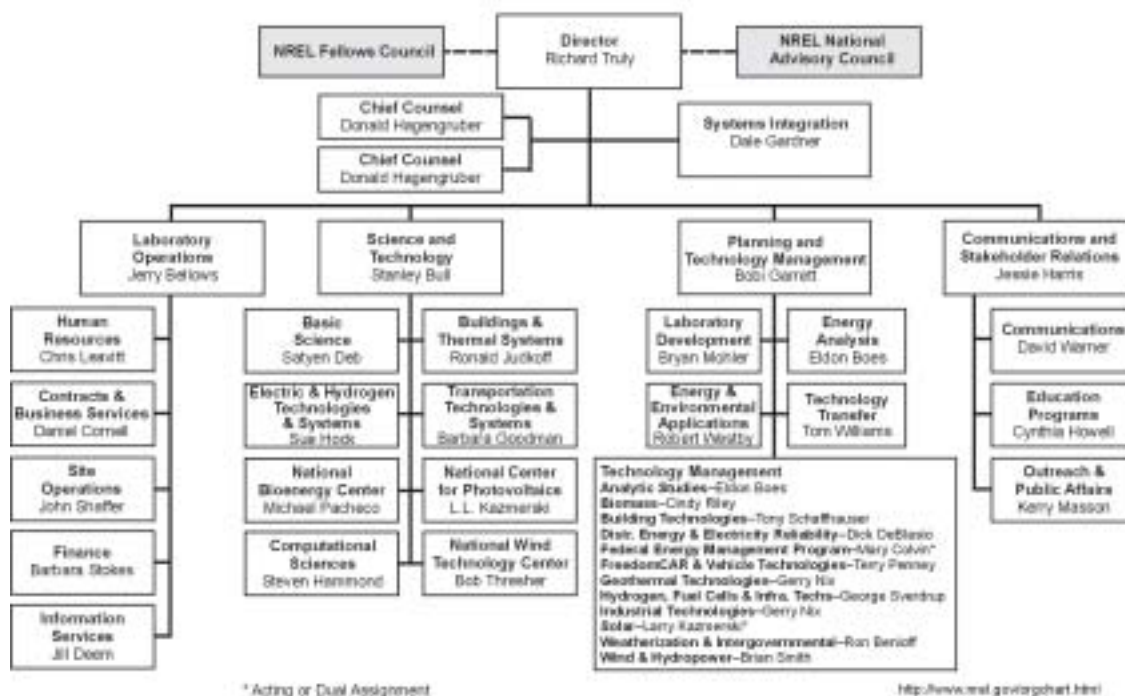 NREL Fellows Council
Director
Richard Truly
NREL National
Advisory Council
Chief Counsel
Donald Hagengruber
Chief Counsel
Donald Hagengruber
Systems Integration
Dale Gardner
Laboratory
Operations
Jerry Bellows
Science and
Technology
Stanley Bull
Planning and
Technology Management
Bobi Garrett
Communications and
Stakeholder Relations
Jessie Harris
Human
Resources
Chris Leavitt
Contracts &
Business Services
Daniel Cornell
Site
Operations
John Shaffer
Finance
Barbara Stokes
Information
Services
Jill Deem
Basic
Science
Satyen Deb
Buildings &
Thermal Systems
Ronald Judkoff
Electric & Hydrogen
Technologies
& Systems
Sue Hock
Transportation
Technologies &
Systems
Barbara Goodman
National
Bioenergy Center
Michael Pacheco
National Center
for Photovoltaics
L.L. Kazmerski
Computational
Sciences
Steven Hammond
National Wind
Technology Center
Bob Thresher
Laboratory
Development
Bryan Mohler
Energy
Analysis
Eldon Boes
Energy &
Environmental
Applications
Robert Westby
Technology
Transfer
Tom Williams
Technology Management
Analytic Studies–Eldon Boes
Biomass–Cindy Riley
Building Technologies–Tony Schaffhauser
Distr. Energy & Electricity Reliability–Dick DeBlasio
Federal Energy Management Program–Mary Colvin*
FreedomCAR & Vehicle Technologies–Terry Penney
Geothermal Technologies–Gerry Nix
Hydrogen, Fuel Cells & Infra. Techs–George Sverdrup
Industrial Technologies–Gerry Nix
Solar–Larry Kazmerski*
Weatherization & Intergovernmental–Ron Benioff
Wind & Hydropower–Brian Smith
Communications
David Warner
Education
Programs
Cynthia Howell
Outreach &
Public Affairs
Kerry Masson
* Acting or Dual Assignment
http://www.nrel.gov/orgchart.html